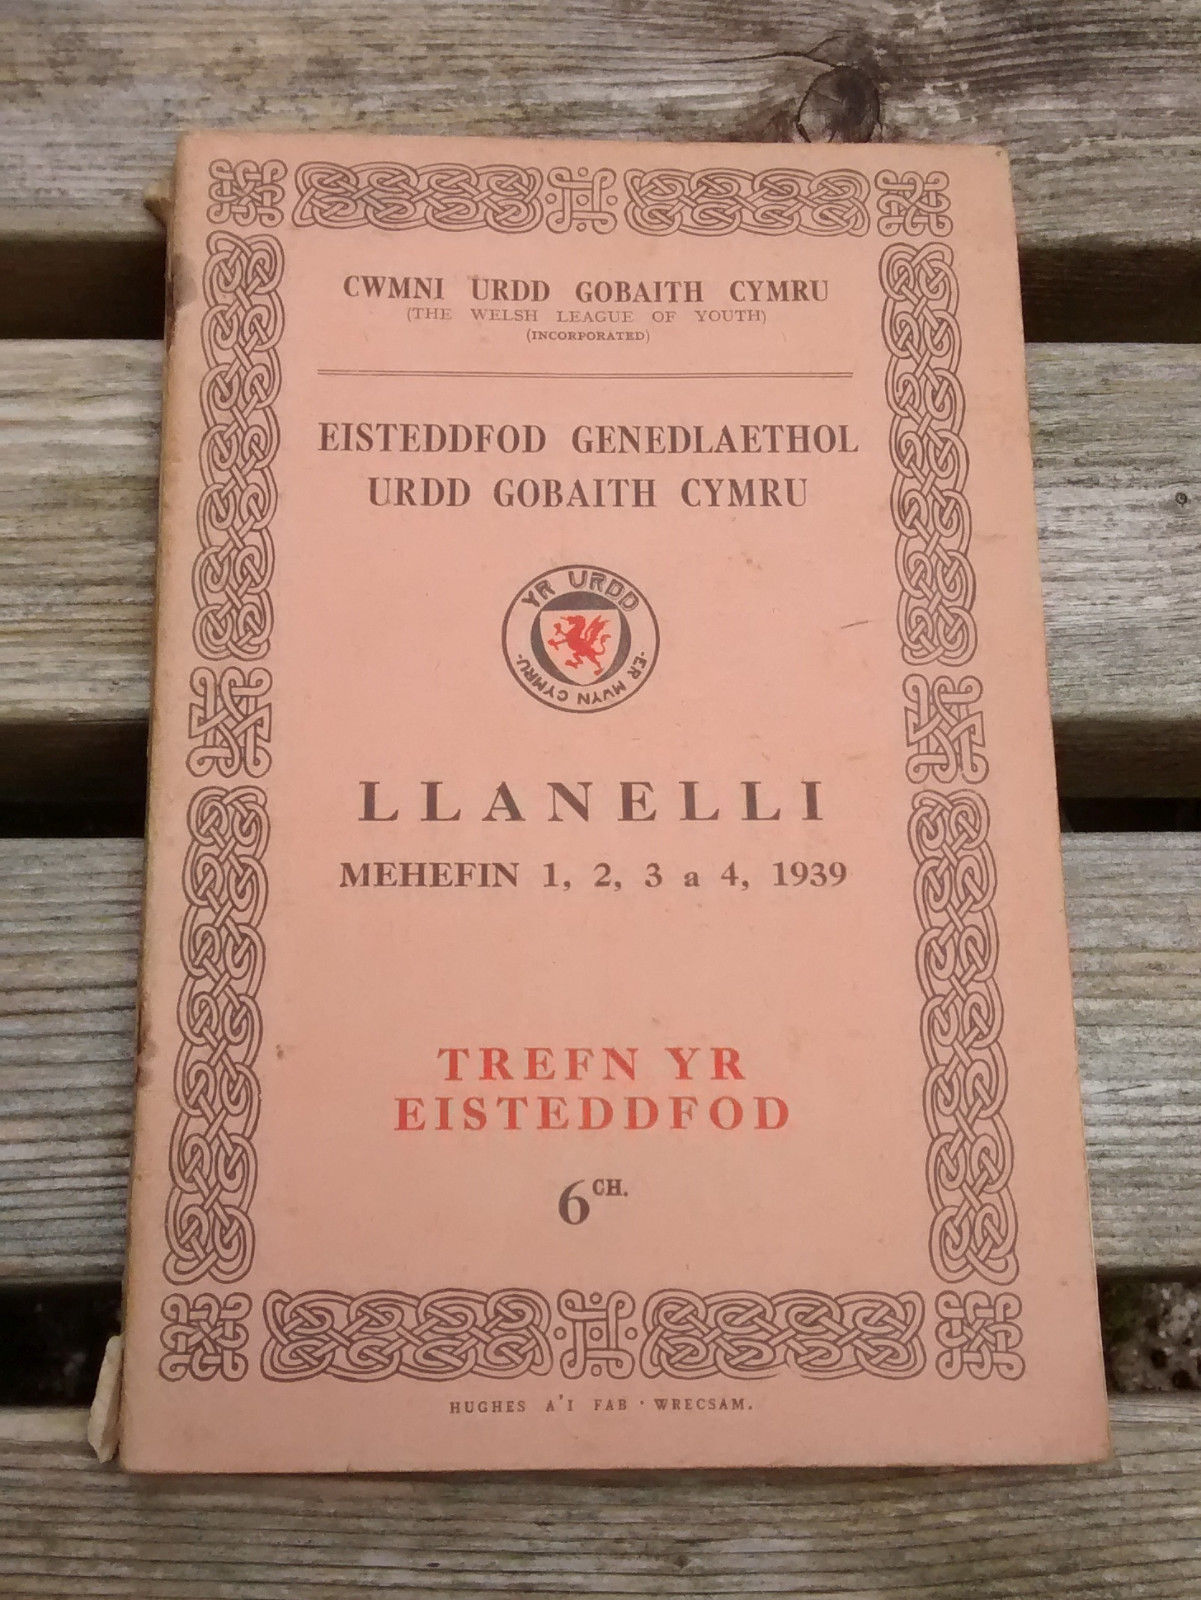 CWMNI URDD GOBAITH CYMRU
(THE WELSH LEAGUE OF YOUTH)
(INCORPORATED)
EISTEDDFOD GENEDLAETHOL
URDD GOBAITH CYMRU
YR URDD
·ER MWYN CYMRU·
LLANELLI
MEHEFIN 1, 2, 3 a 4, 1939
TREFN YR
EISTEDDFOD
6CH.
HUGHES A'I FAB · WRECSAM.